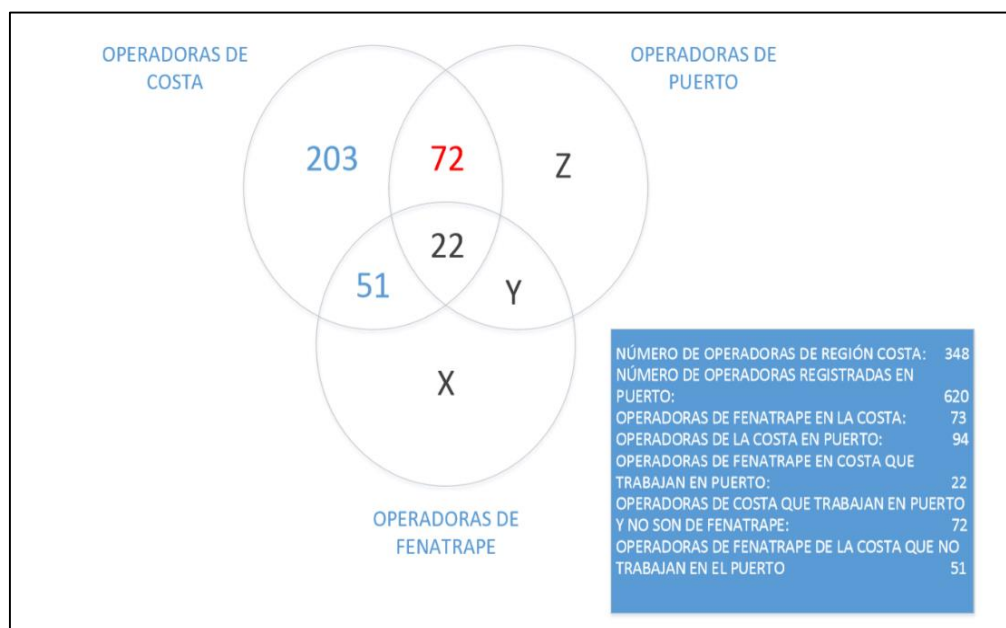 OPERADORAS DE
COSTA
OPERADORAS DE
PUERTO
203
72
Z
22
51
Y
X
OPERADORAS DE
FENATRAPE
NÚMERO DE OPERADORAS DE REGIÓN COSTA: 348
NÚMERO DE OPERADORAS REGISTRADAS EN
PUERTO: 620
OPERADORAS DE FENATRAPE EN LA COSTA: 73
OPERADORAS DE LA COSTA EN PUERTO: 94
OPERADORAS DE FENATRAPE EN COSTA QUE
TRABAJAN EN PUERTO: 22
OPERADORAS DE COSTA QUE TRABAJAN EN PUERTO
Y NO SON DE FENATRAPE: 72
OPERADORAS DE FENATRAPE DE LA COSTA QUE NO
TRABAJAN EN EL PUERTO 51